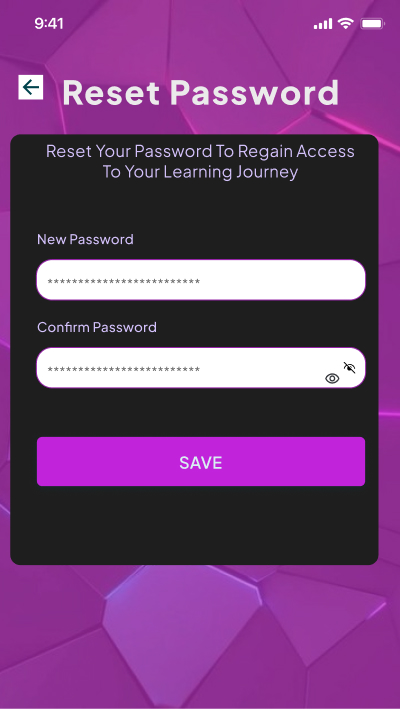 9:41
Reset Password
Reset Your Password To Regain Access
To Your Learning Journey
New Password
*************************
Confirm Password
*************************
SAVE